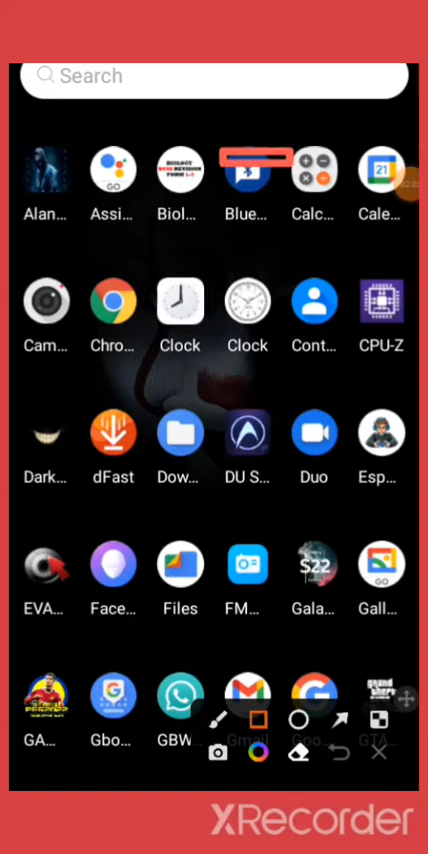 Search
Alan... Assi... Biol... Blue... Calc... Cale...
Cam... Chro... Clock Clock Cont... CPU-Z
Dark... dFast Dow... DU S... Duo Esp...
EVA... Face... Files FM... Gala... Gall...
GA... Gbo... GBW... Gmail Goo... GTA...
XRecorder